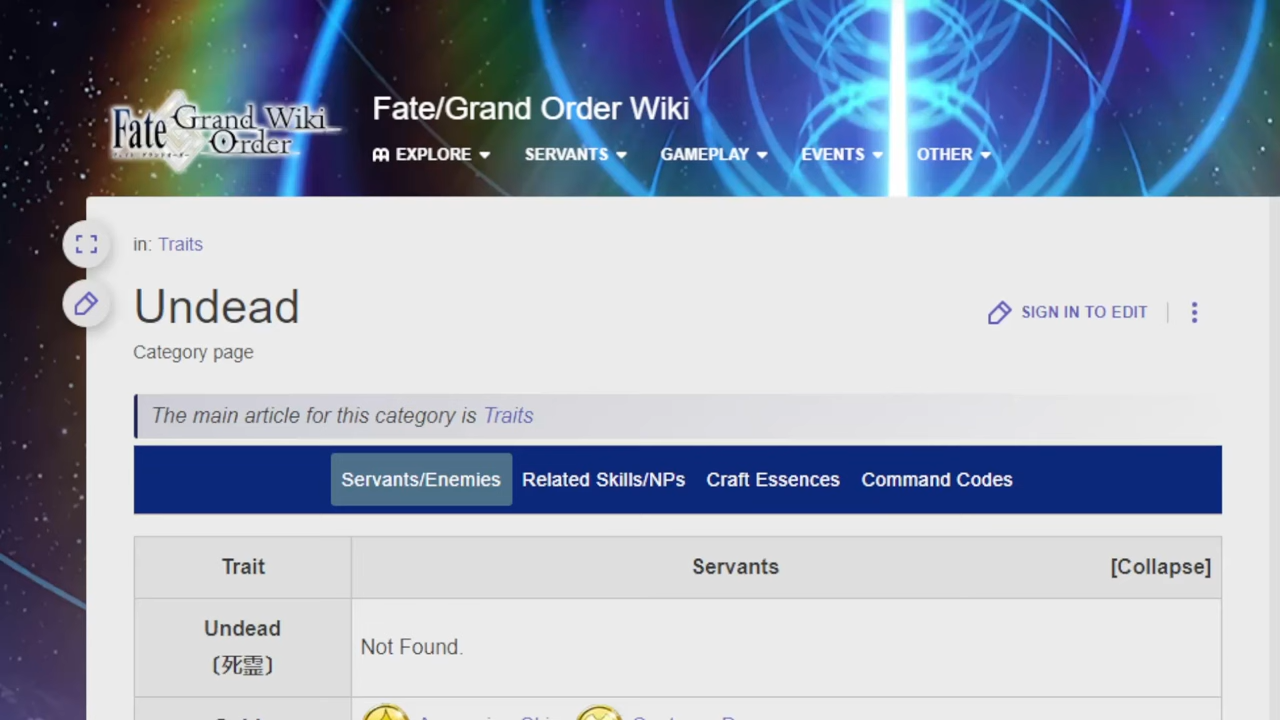 Fate Grand Order Wiki
Fate/Grand Order Wiki
EXPLORE SERVANTS GAMEPLAY EVENTS OTHER
in: Traits
Undead
SIGN IN TO EDIT
Category page
The main article for this category is Traits
Servants/Enemies Related Skills/NPs Craft Essences Command Codes
Trait Servants [Collapse]
Undead
〔死霊〕
Not Found.